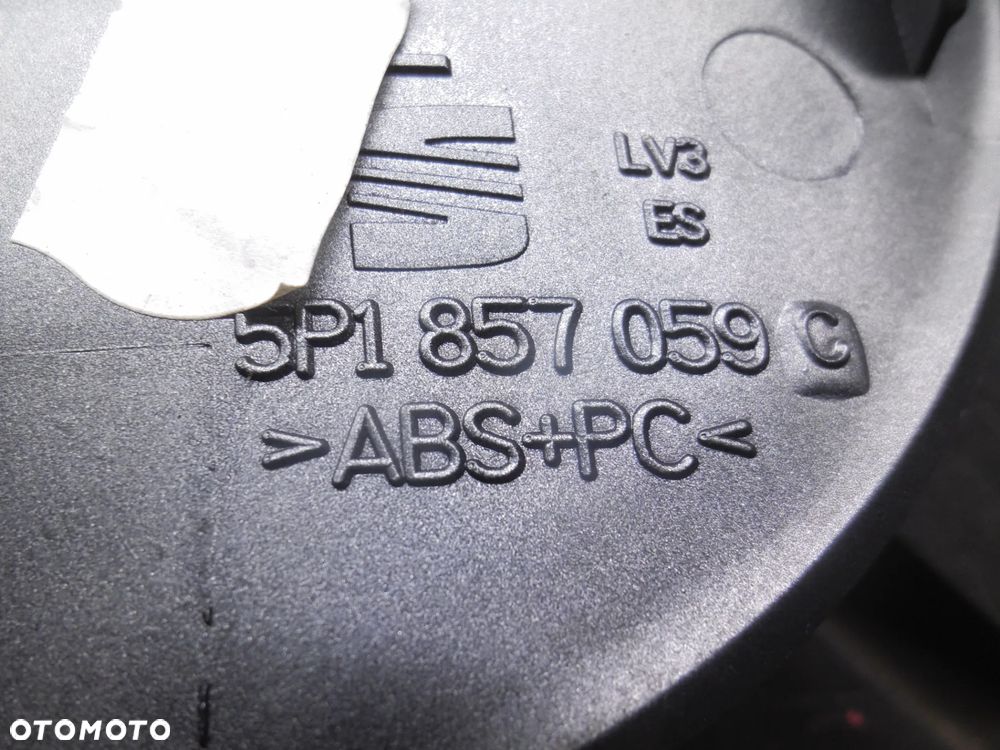 LV3
ES
5P1 857 059 C
>ABS+PC<
OTOMOTO